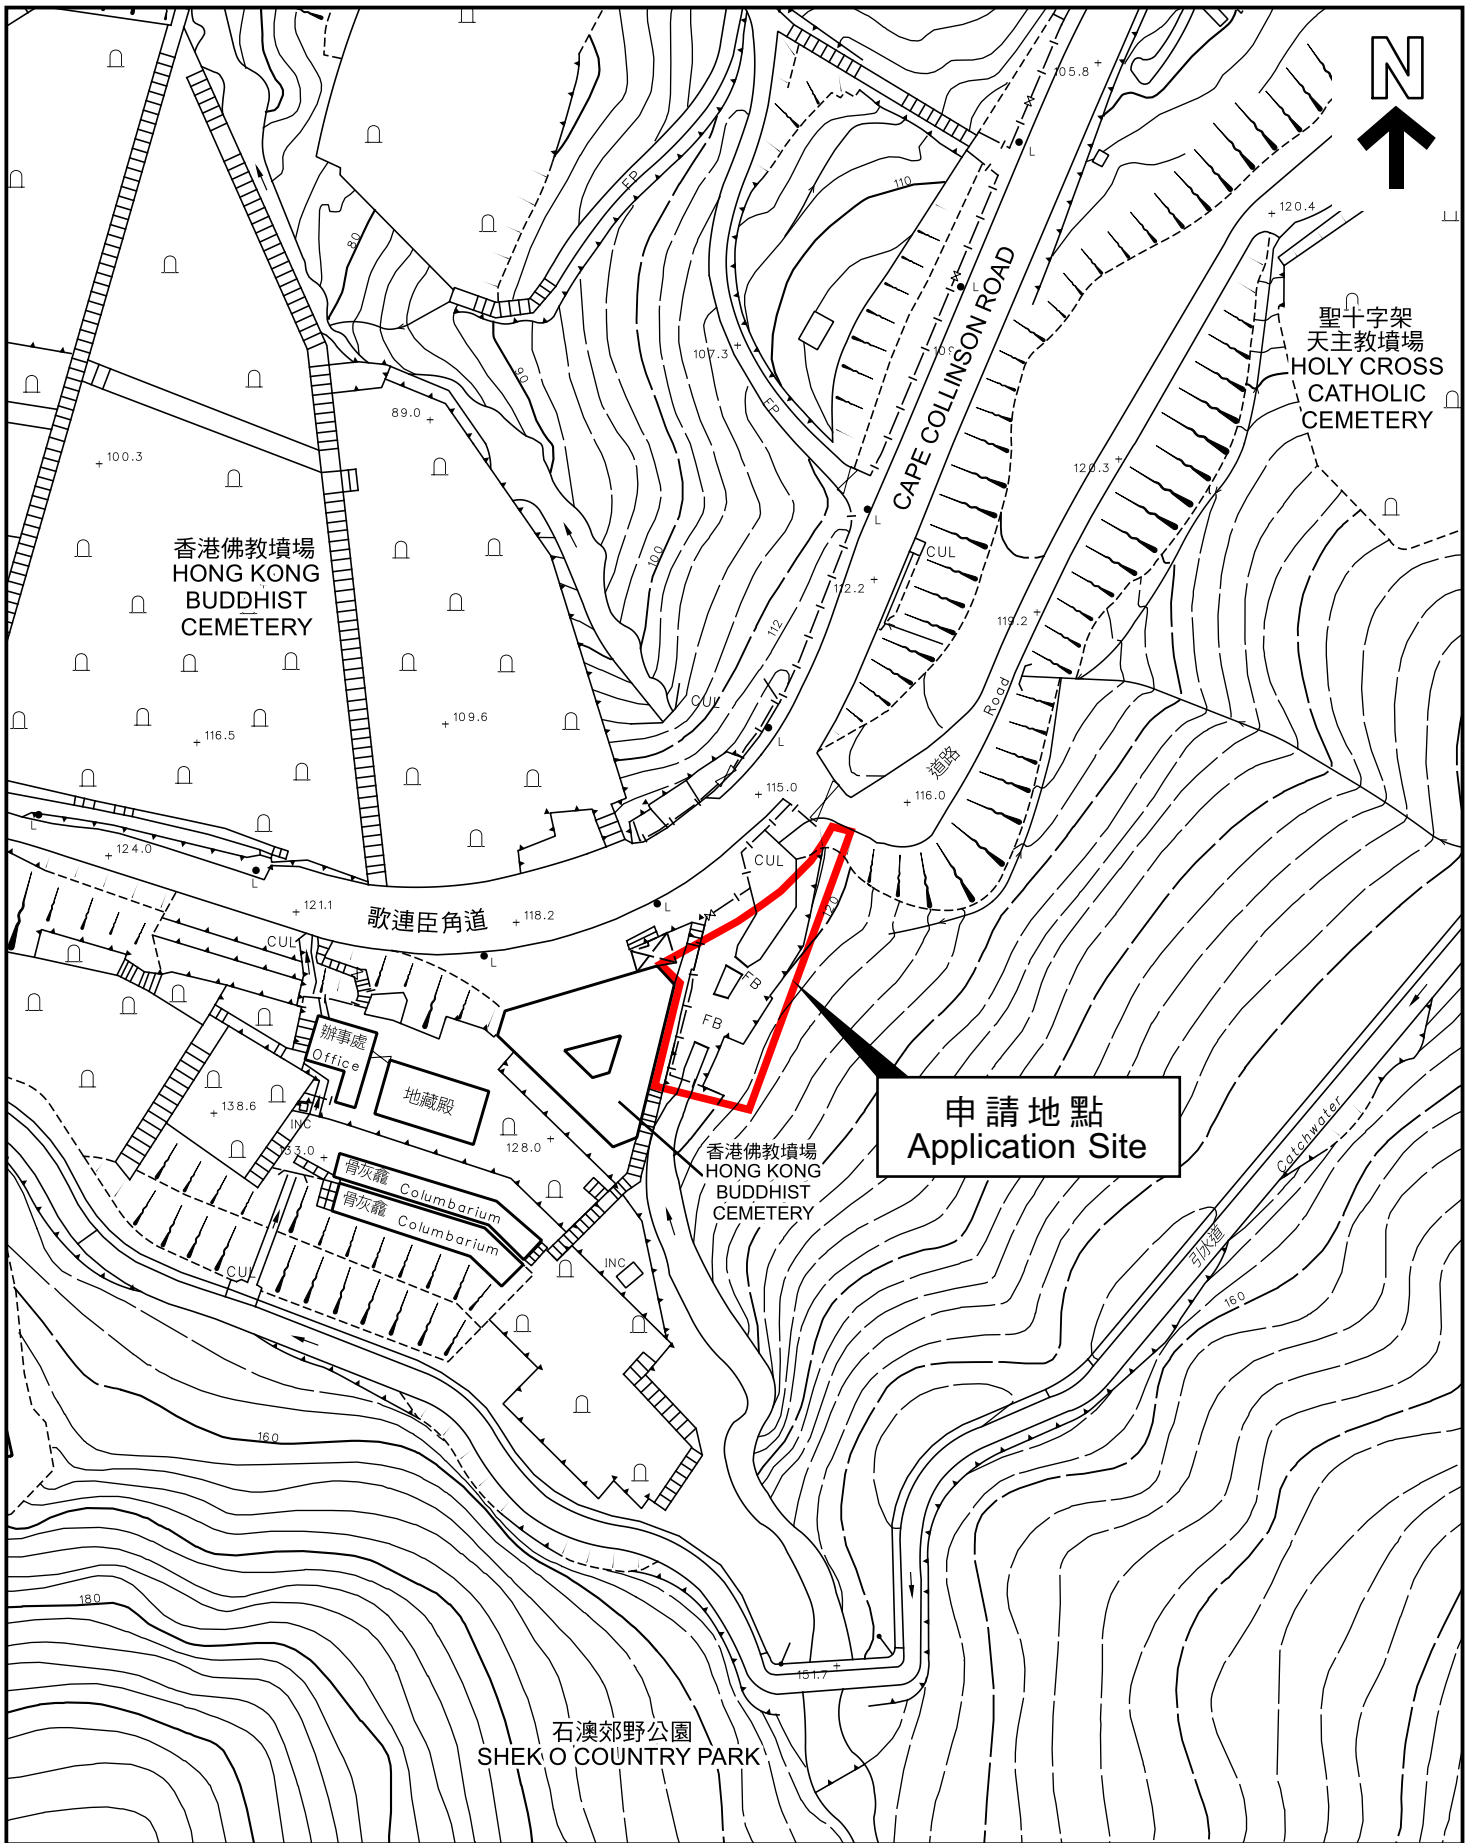 N
105.8
L
120.4
EP
110
80
L
聖十字架
天主教墳場
HOLY CROSS
CATHOLIC
CEMETERY
CAPE COLLINSON ROAD
107.3
90
EP
89.0
100.3
120.3
L
香港佛教墳場
HONG KONG
BUDDHIST
CEMETERY
100
CUL
112.2
112
119.2
CUL
Road
道路
109.6
116.5
L
115.0
116.0
L
124.0
L
CUL
120
121.1
歌連臣角道
118.2
L
CUL
L
FB
FB
辦事處
Office
地藏殿
138.6
INC
128.0
申請地點
Application Site
Catchwater
引水道
香港佛教墳場
HONG KONG
BUDDHIST
CEMETERY
骨灰龕 Columbarium
骨灰龕 Columbarium
CUL
INC
160
160
180
151.7
石澳郊野公園
SHEK O COUNTRY PARK